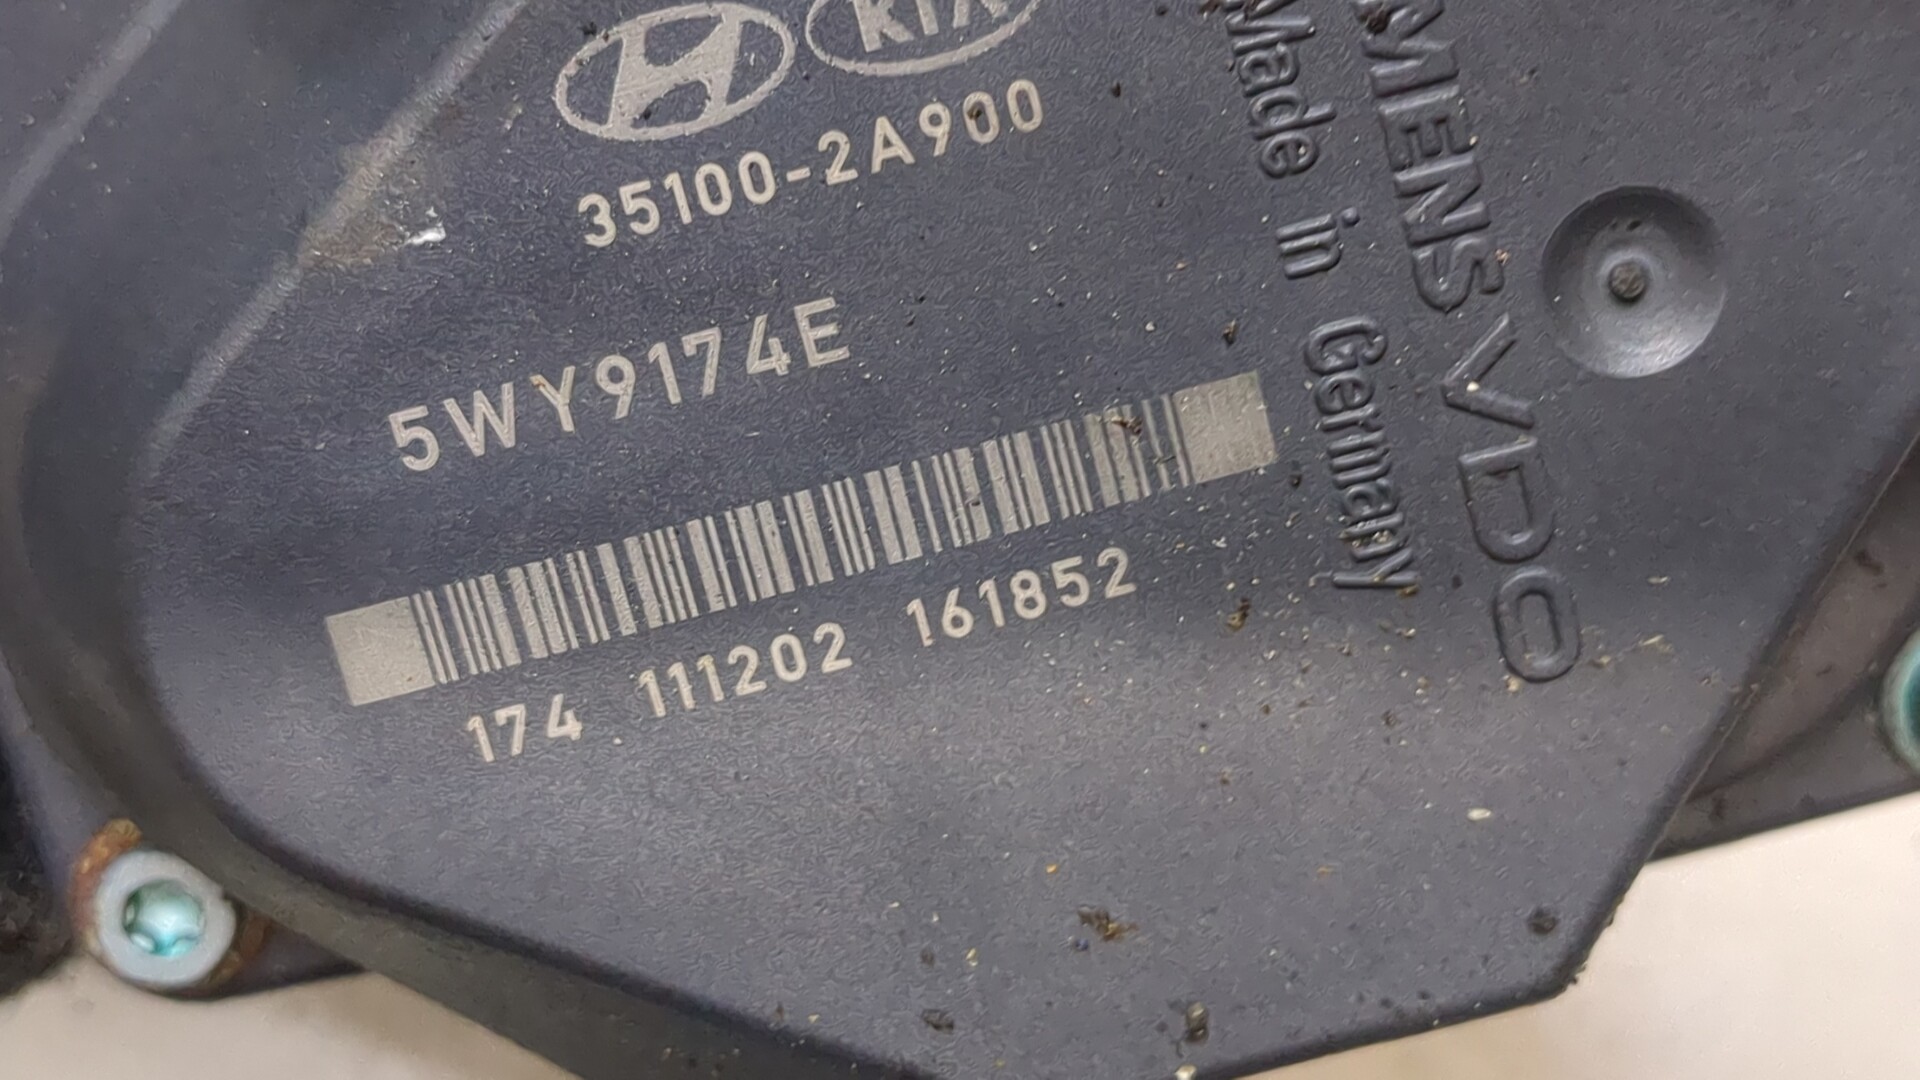 KIA
35100-2A900
5WY9174E
174 111202 161852
Made in Germany
VDO